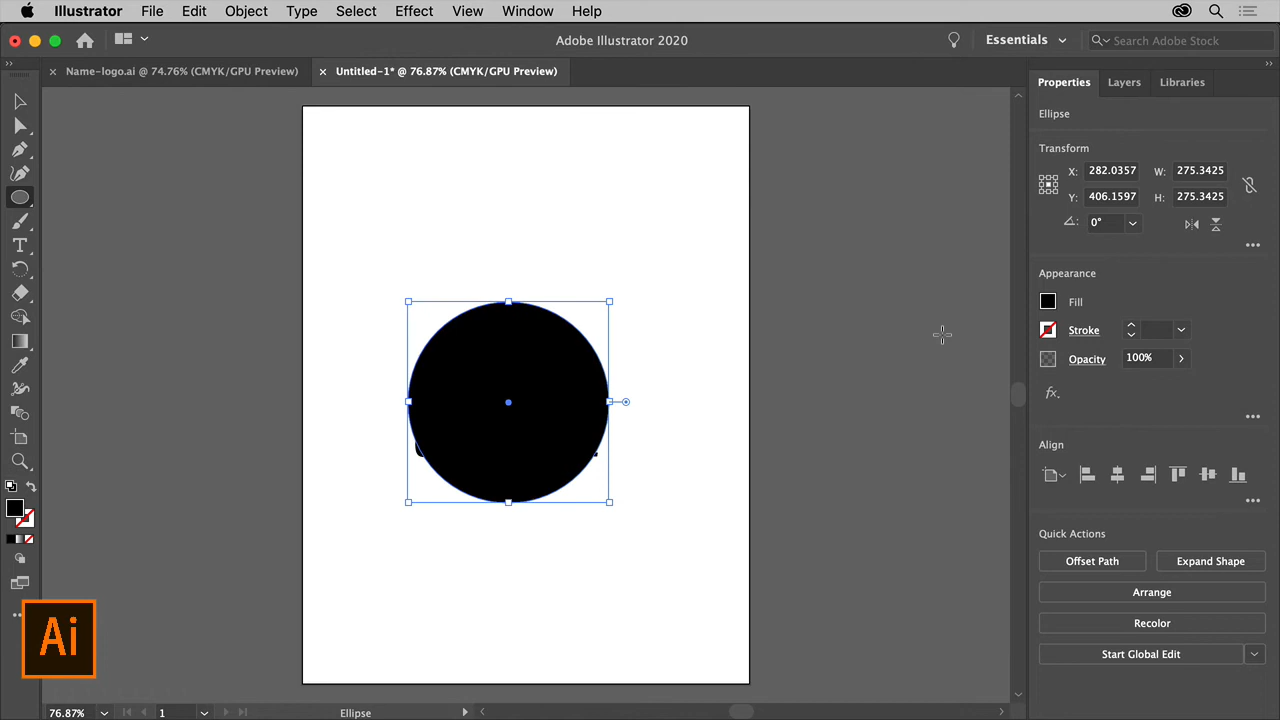 Illustrator File Edit Object Type Select Effect View Window Help
Adobe Illustrator 2020
Essentials
Search Adobe Stock
Name-logo.ai @ 74.76% (CMYK/GPU Preview)
Untitled-1* @ 76.87% (CMYK/GPU Preview)
Properties Layers Libraries
Ellipse
Transform
X: 282.0357 W: 275.3425
Y: 406.1597 H: 275.3425
0°
Appearance
Fill
Stroke
Opacity 100%
fx.
Align
Quick Actions
Offset Path Expand Shape
Arrange
Recolor
Start Global Edit
Ai
76.87% 1 Ellipse